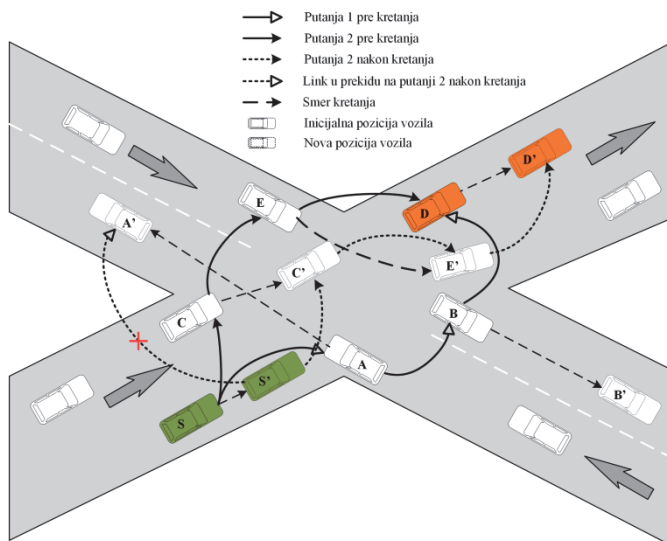 Putanja 1 pre kretanja
Putanja 2 pre kretanja
Putanja 2 nakon kretanja
Link u prekidu na putanji 2 nakon kretanja
Smer kretanja
Inicijalna pozicija vozila
Nova pozicija vozila
D'
E
D
A'
C'
E'
C
B
A
S'
B'
S